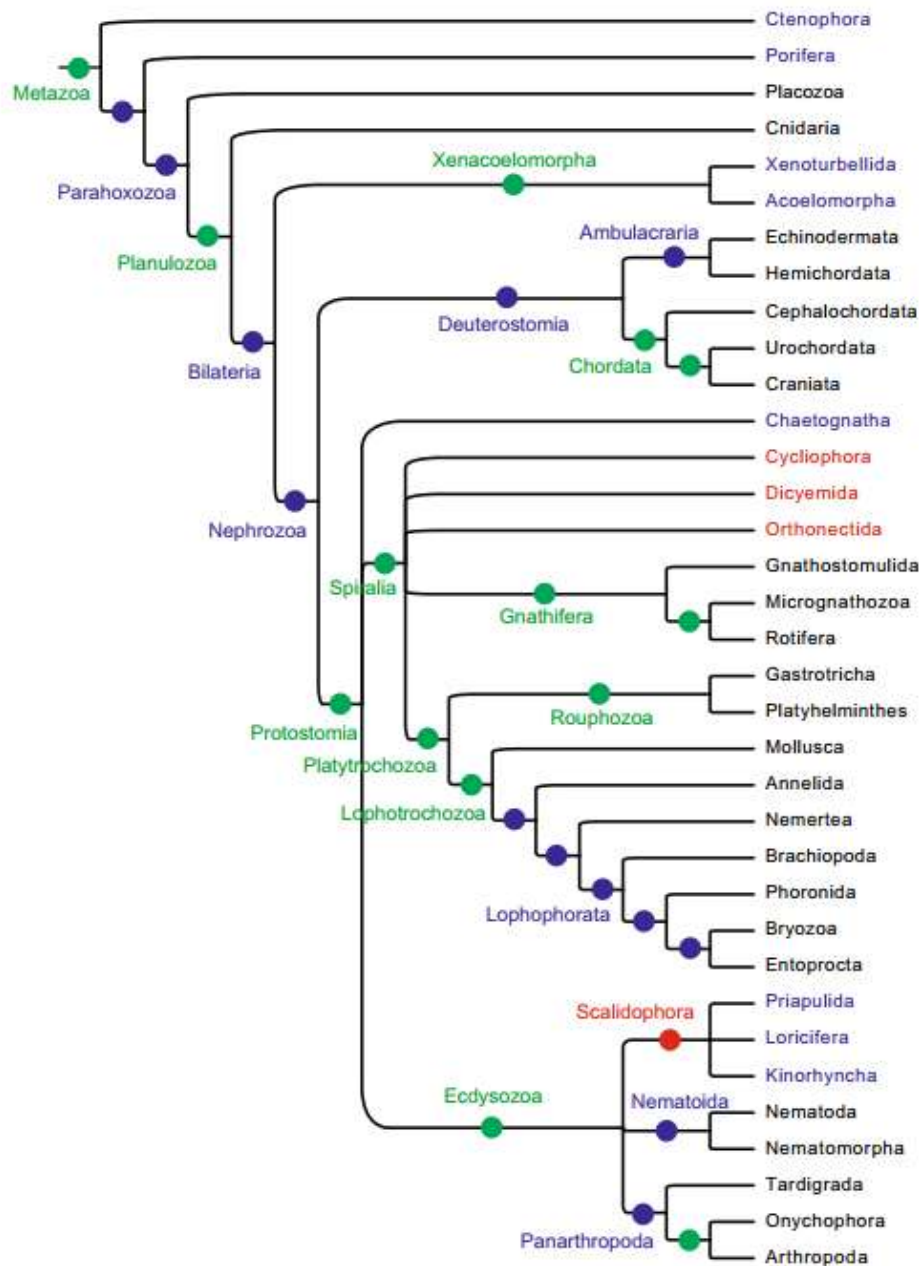 Ctenophora
Porifera
Metazoa
Placozoa
Cnidaria
Xenacoelomorpha
Xenoturbellida
Parahoxozoa
Acoelomorpha
Ambulacraria
Echinodermata
Planulozoa
Hemichordata
Cephalochordata
Deuterostomia
Urochordata
Bilateria
Chordata
Craniata
Chaetognatha
Cycliophora
Dicyemida
Nephrozoa
Orthonectida
Gnathostomulida
Spiralia
Micrognathozoa
Gnathifera
Rotifera
Gastrotricha
Platyhelminthes
Rouphozoa
Protostomia
Mollusca
Platytrochozoa
Annelida
Lophotrochozoa
Nemertea
Brachiopoda
Phoronida
Lophophorata
Bryozoa
Entoprocta
Priapulida
Scalidophora
Loricifera
Kinorhyncha
Ecdysozoa
Nematoida
Nematoda
Nematomorpha
Tardigrada
Onychophora
Panarthropoda
Arthropoda